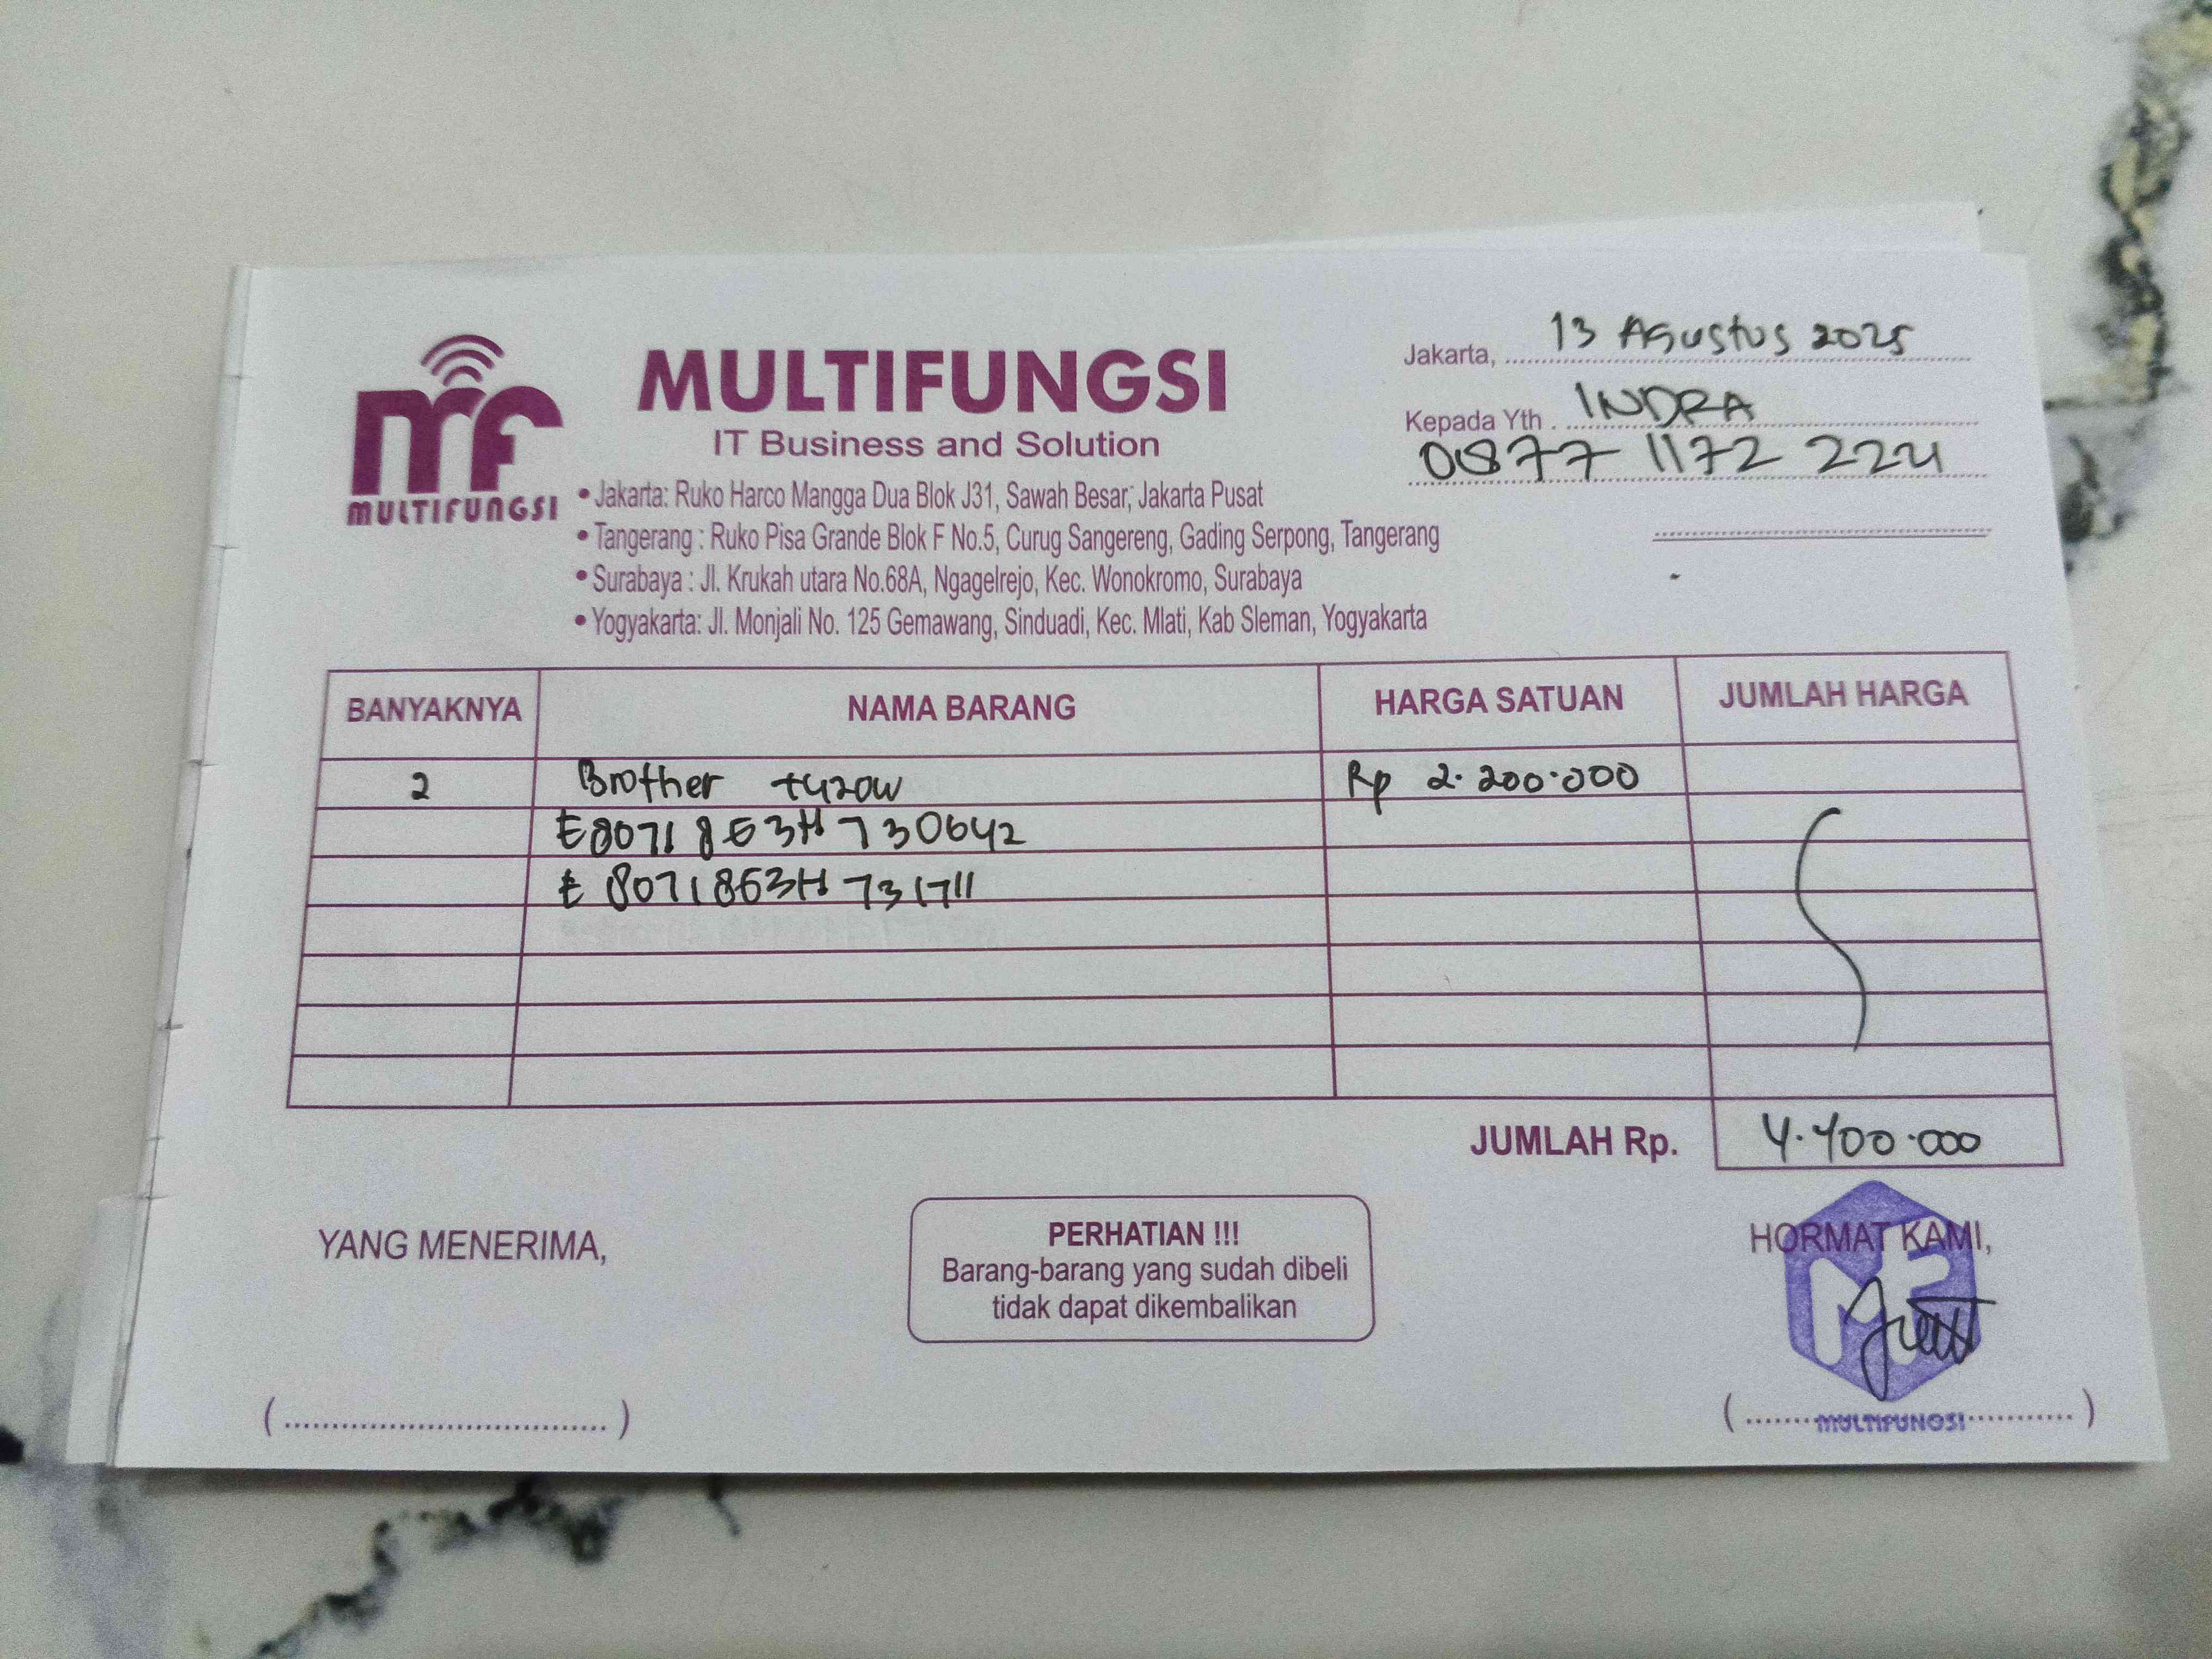 MULTIFUNGSI
MULTIFUNGSI
IT Business and Solution
• Jakarta: Ruko Harco Mangga Dua Blok J31, Sawah Besar, Jakarta Pusat
• Tangerang : Ruko Pisa Grande Blok F No.5, Curug Sangereng, Gading Serpong, Tangerang
• Surabaya : Jl. Krukah utara No.68A, Ngagelrejo, Kec. Wonokromo, Surabaya
• Yogyakarta: Jl. Monjali No. 125 Gemawang, Sinduadi, Kec. Mlati, Kab Sleman, Yogyakarta
Jakarta, 13 Agustus 2025
Kepada Yth . INDRA
0877 1172 2221
BANYAKNYA NAMA BARANG HARGA SATUAN JUMLAH HARGA
2 Brother t420w Rp 2.200.000
E80718G3H730642
E80718G3H731711
JUMLAH Rp. 4.400.000
YANG MENERIMA,
PERHATIAN !!!
Barang-barang yang sudah dibeli
tidak dapat dikembalikan
HORMAT KAMI,
MULTIFUNGSI